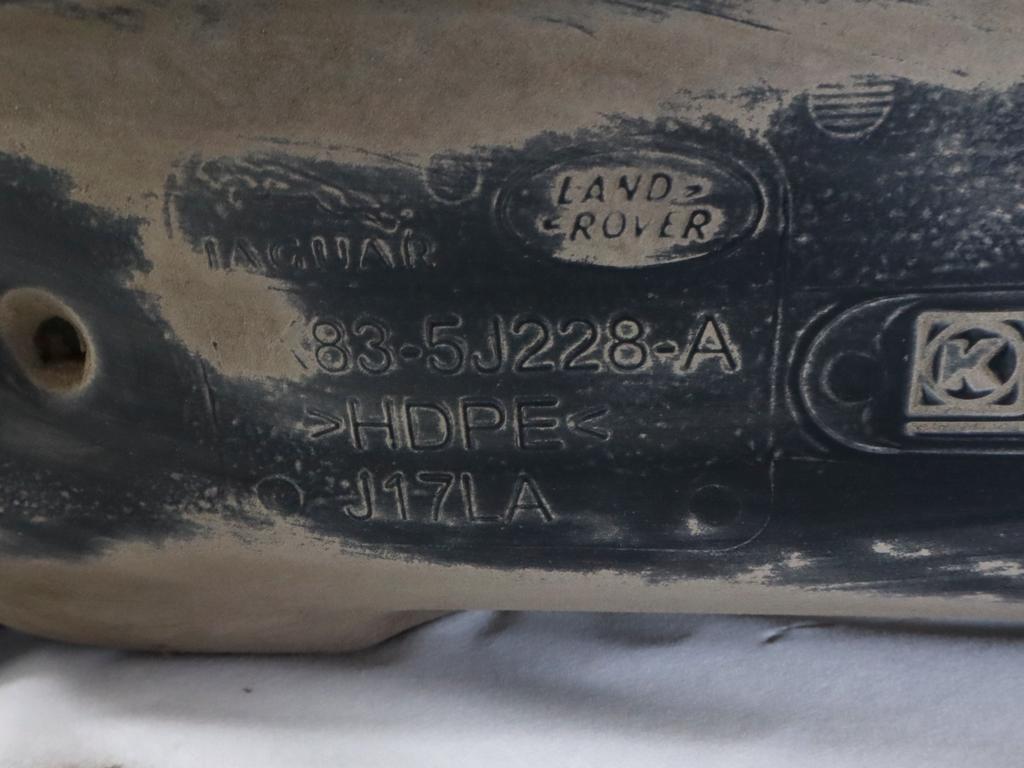 JAGUAR
LAND
ROVER
83-5J228-A
>HDPE<
J17LA
K